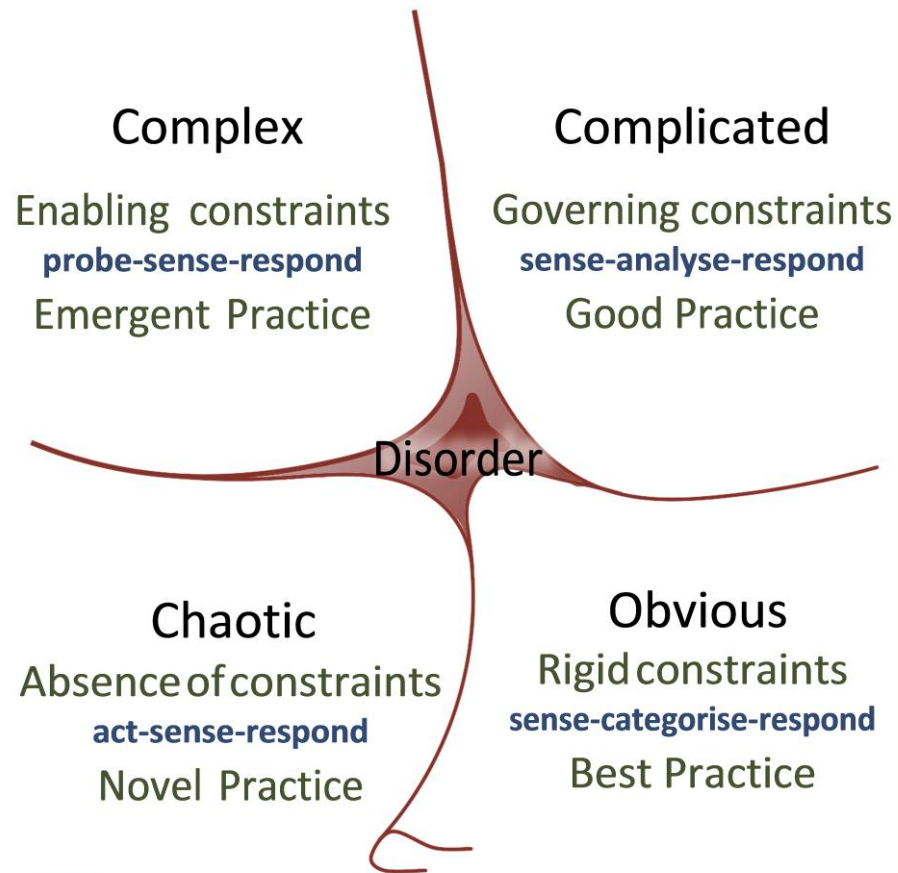 Complex
Enabling constraints
probe-sense-respond
Emergent Practice
Complicated
Governing constraints
sense-analyse-respond
Good Practice
Disorder
Chaotic
Absence of constraints
act-sense-respond
Novel Practice
Obvious
Rigid constraints
sense-categorise-respond
Best Practice